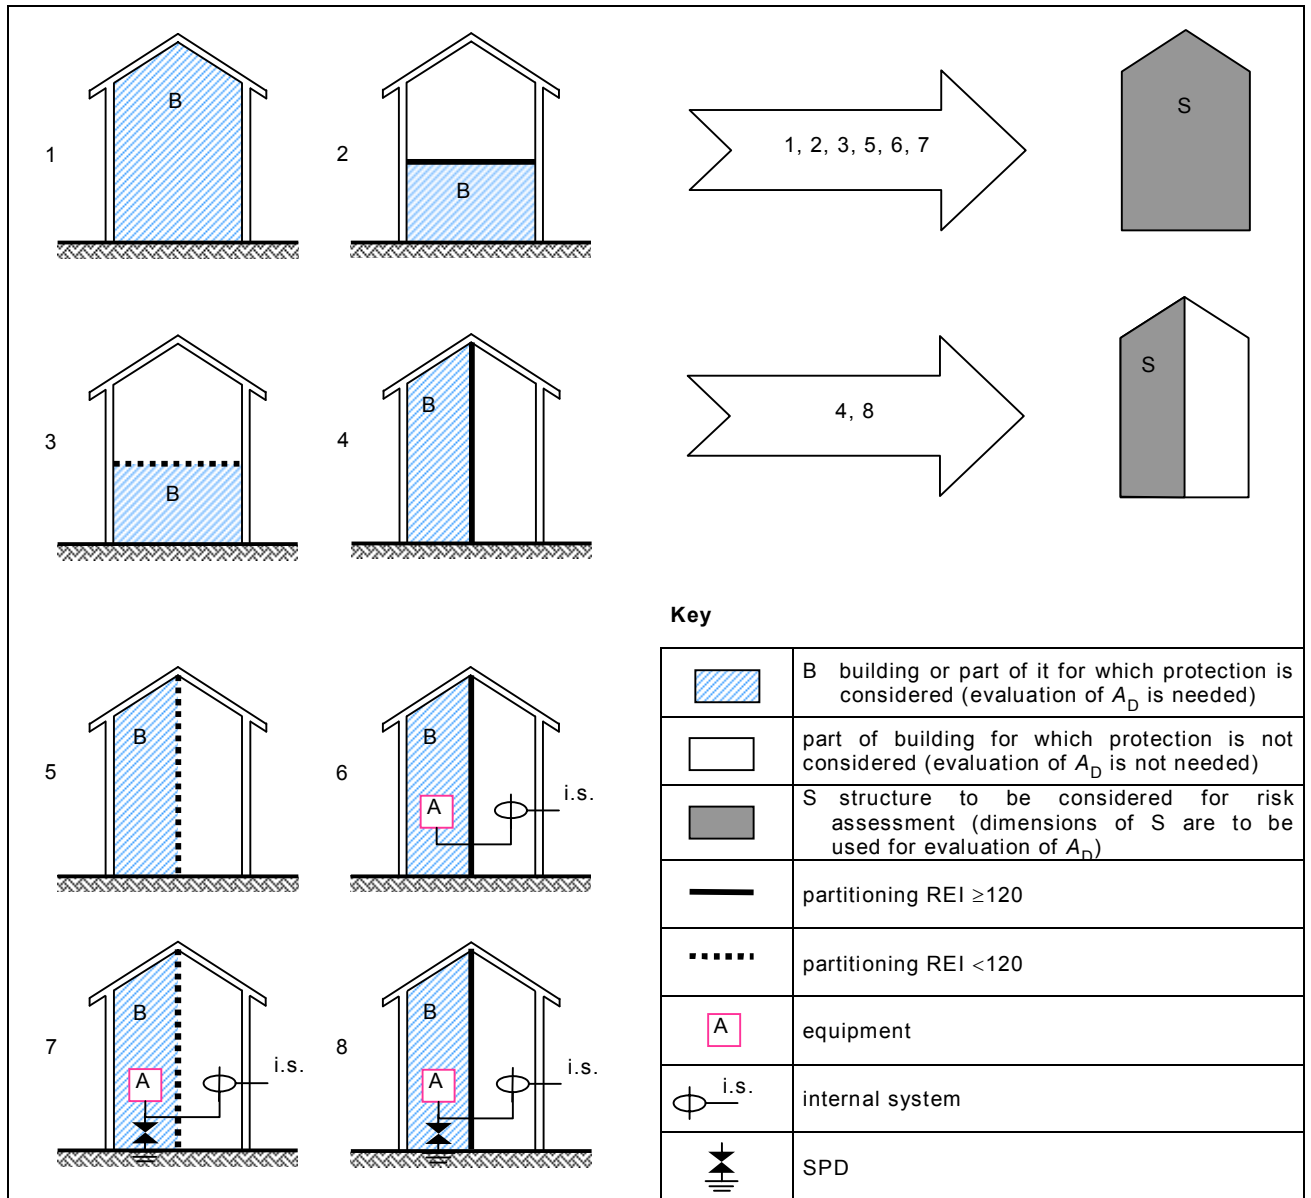 1
B
2
B
1, 2, 3, 5, 6, 7
S
3
B
4
B
4, 8
S
5
B
6
B
A
i.s.
7
B
A
i.s.
8
B
A
i.s.
Key
B building or part of it for which protection is
considered (evaluation of AD is needed)
part of building for which protection is not
considered (evaluation of AD is not needed)
S structure to be considered for risk
assessment (dimensions of S are to be
used for evaluation of AD)
partitioning REI ≥120
partitioning REI <120
A
equipment
i.s.
internal system
SPD